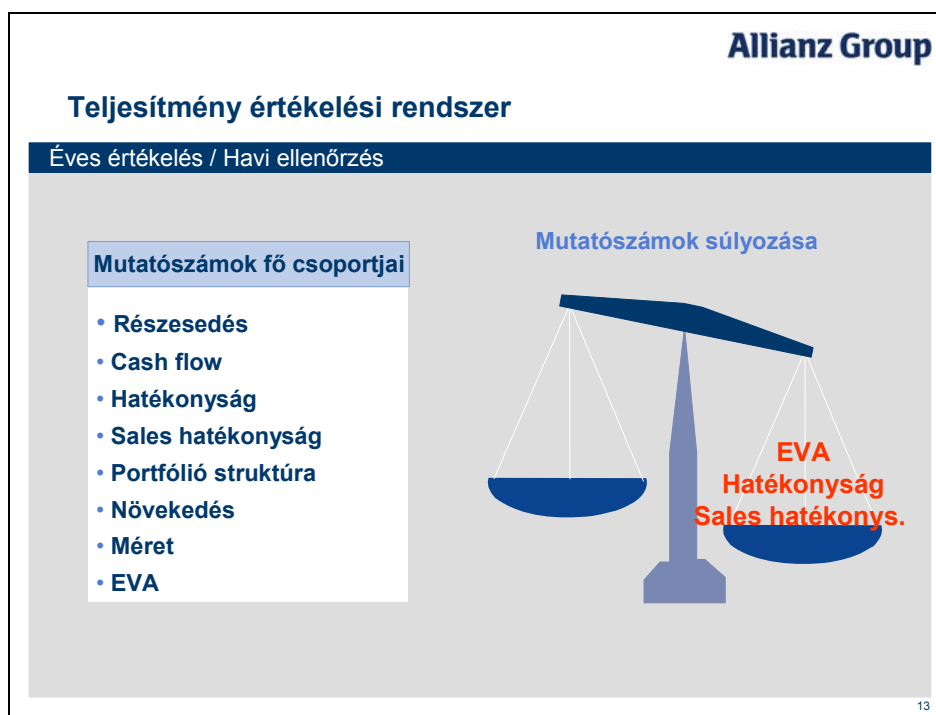 Allianz Group
Teljesítmény értékelési rendszer
Éves értékelés / Havi ellenőrzés
Mutatószámok fő csoportjai
• Részesedés
• Cash flow
• Hatékonyság
• Sales hatékonyság
• Portfólió struktúra
• Növekedés
• Méret
• EVA
Mutatószámok súlyozása
EVA
Hatékonyság
Sales hatékonys.
13